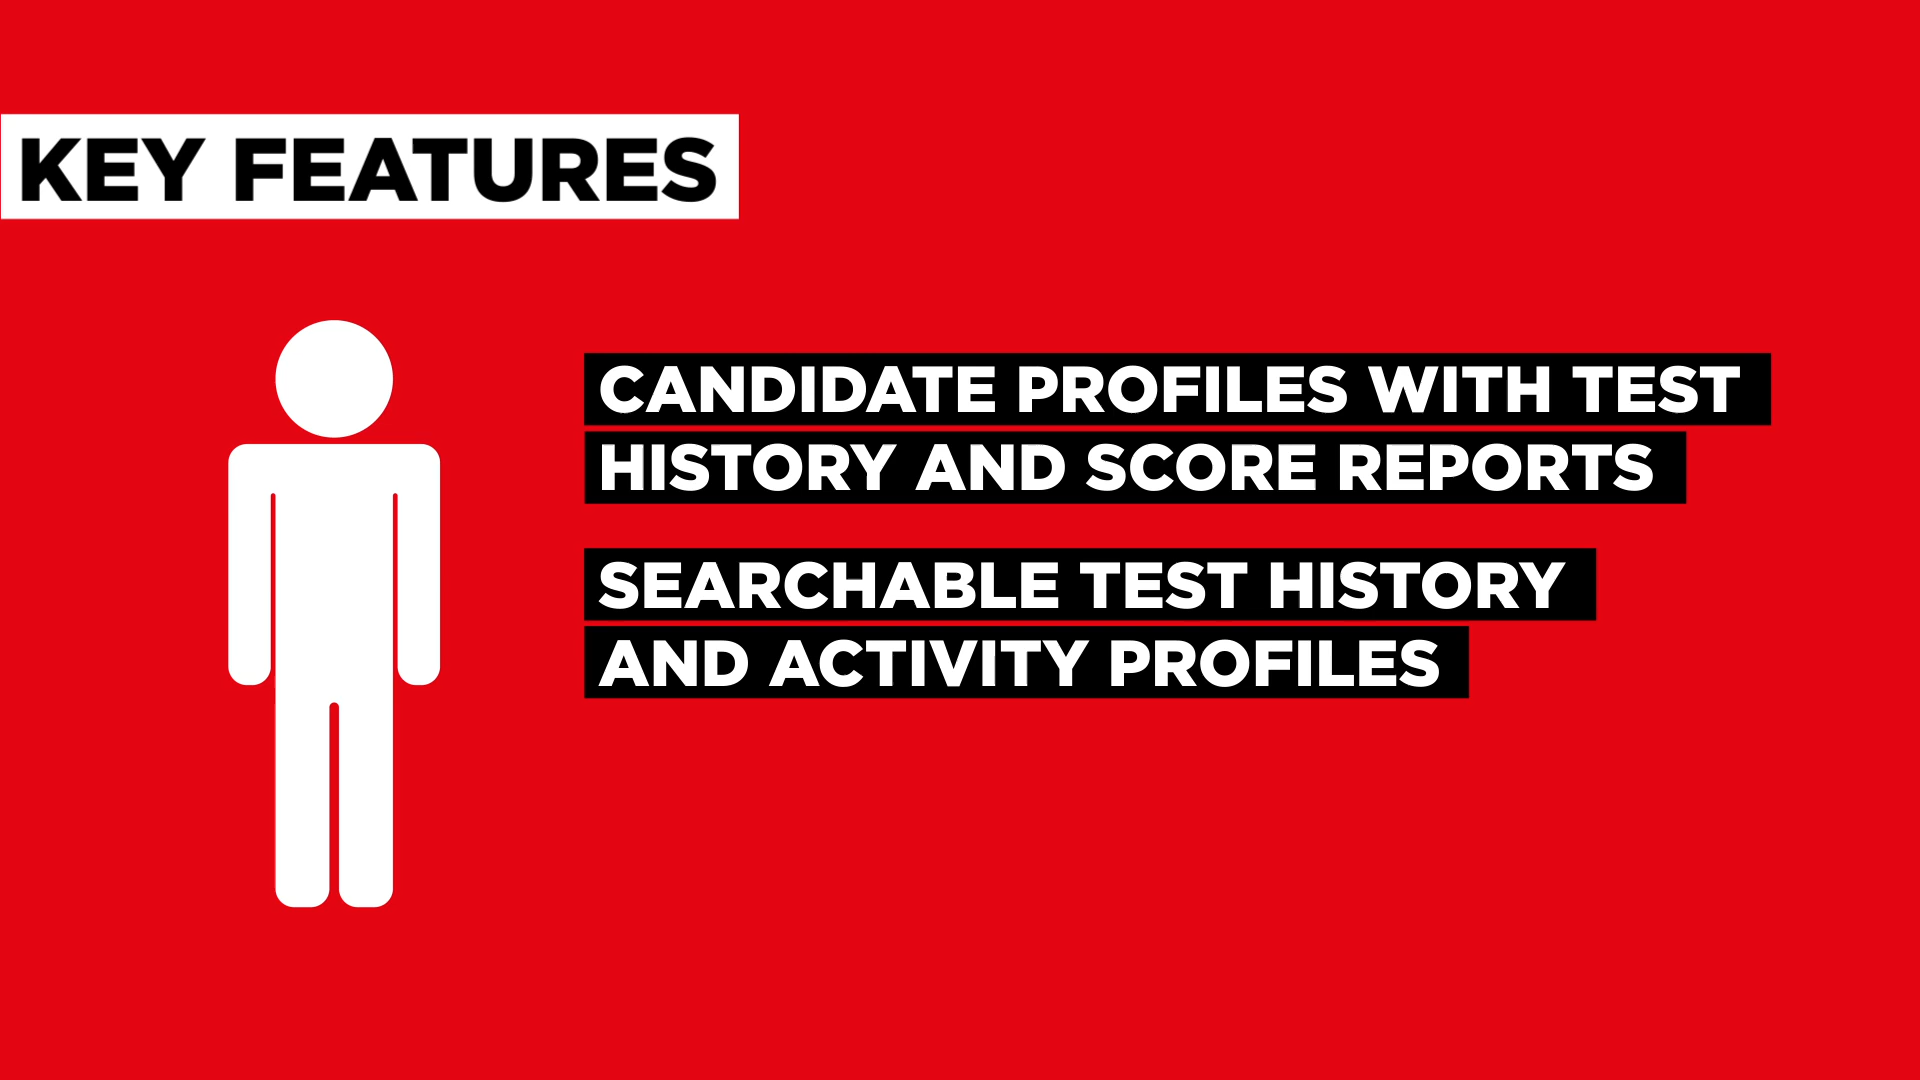 KEY FEATURES
CANDIDATE PROFILES WITH TEST
HISTORY AND SCORE REPORTS
SEARCHABLE TEST HISTORY
AND ACTIVITY PROFILES